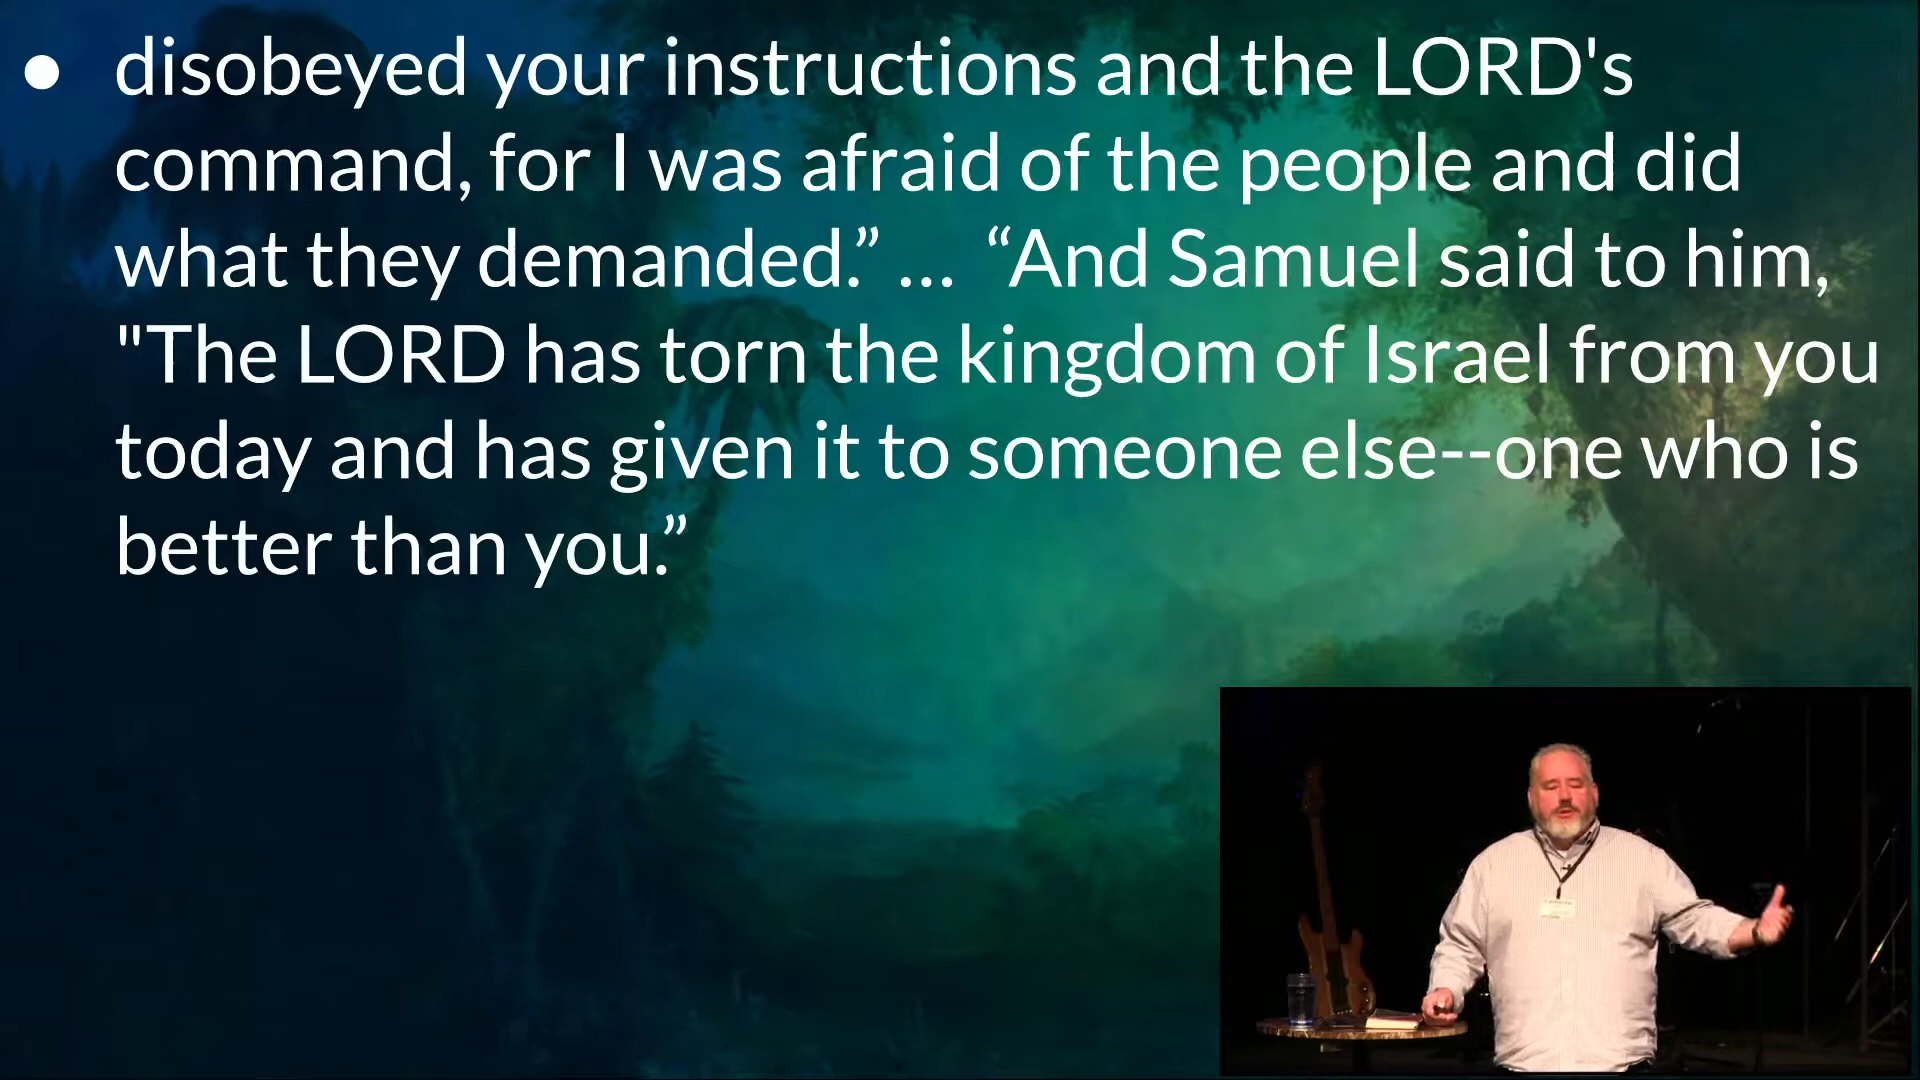 ● disobeyed your instructions and the LORD's
command, for I was afraid of the people and did
what they demanded.” … “And Samuel said to him,
"The LORD has torn the kingdom of Israel from you
today and has given it to someone else--one who is
better than you.”